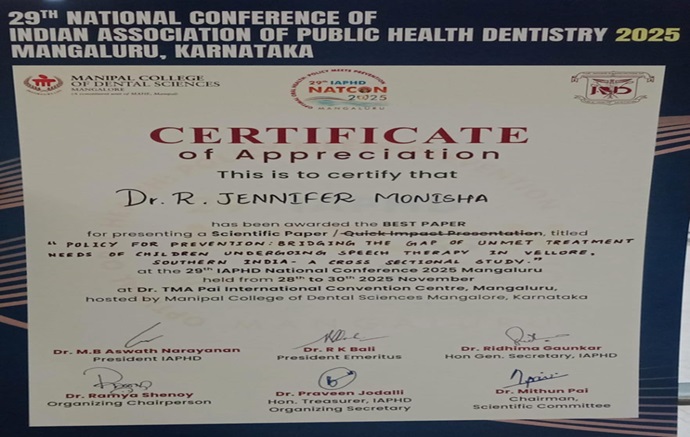 29TH NATIONAL CONFERENCE OF
INDIAN ASSOCIATION OF PUBLIC HEALTH DENTISTRY 2025
MANGALURU, KARNATAKA
MANIPAL COLLEGE
OF DENTAL SCIENCES
MANGALORE
29th IAPHD
NATCON
2025
MANGALURU
CERTIFICATE
of Appreciation
This is to certify that
Dr. R. JENNIFER MONISHA
has been awarded the BEST PAPER
for presenting a Scientific Paper / Quick Impact Presentation, titled
" POLICY FOR PREVENTION: BRIDGING THE GAP OF UNMET TREATMENT
NEEDS OF CHILDREN UNDERGOING SPEECH THERAPY IN VELLORE,
SOUTHERN INDIA- A CROSS SECTIONAL STUDY."
at the 29th IAPHD National Conference 2025 Mangaluru
held from 28th to 30th 2025 November
at Dr. TMA Pai International Convention Centre, Mangaluru,
hosted by Manipal College of Dental Sciences Mangalore, Karnataka
Dr. M.B Aswath Narayanan
President IAPHD
Dr. R K Bali
President Emeritus
Dr. Ridhima Gaunkar
Hon Gen. Secretary, IAPHD
Dr. Ramya Shenoy
Organizing Chairperson
Dr. Praveen Jodalli
Hon. Treasurer, IAPHD
Organizing Secretary
Dr. Mithun Pai
Chairman,
Scientific Committee